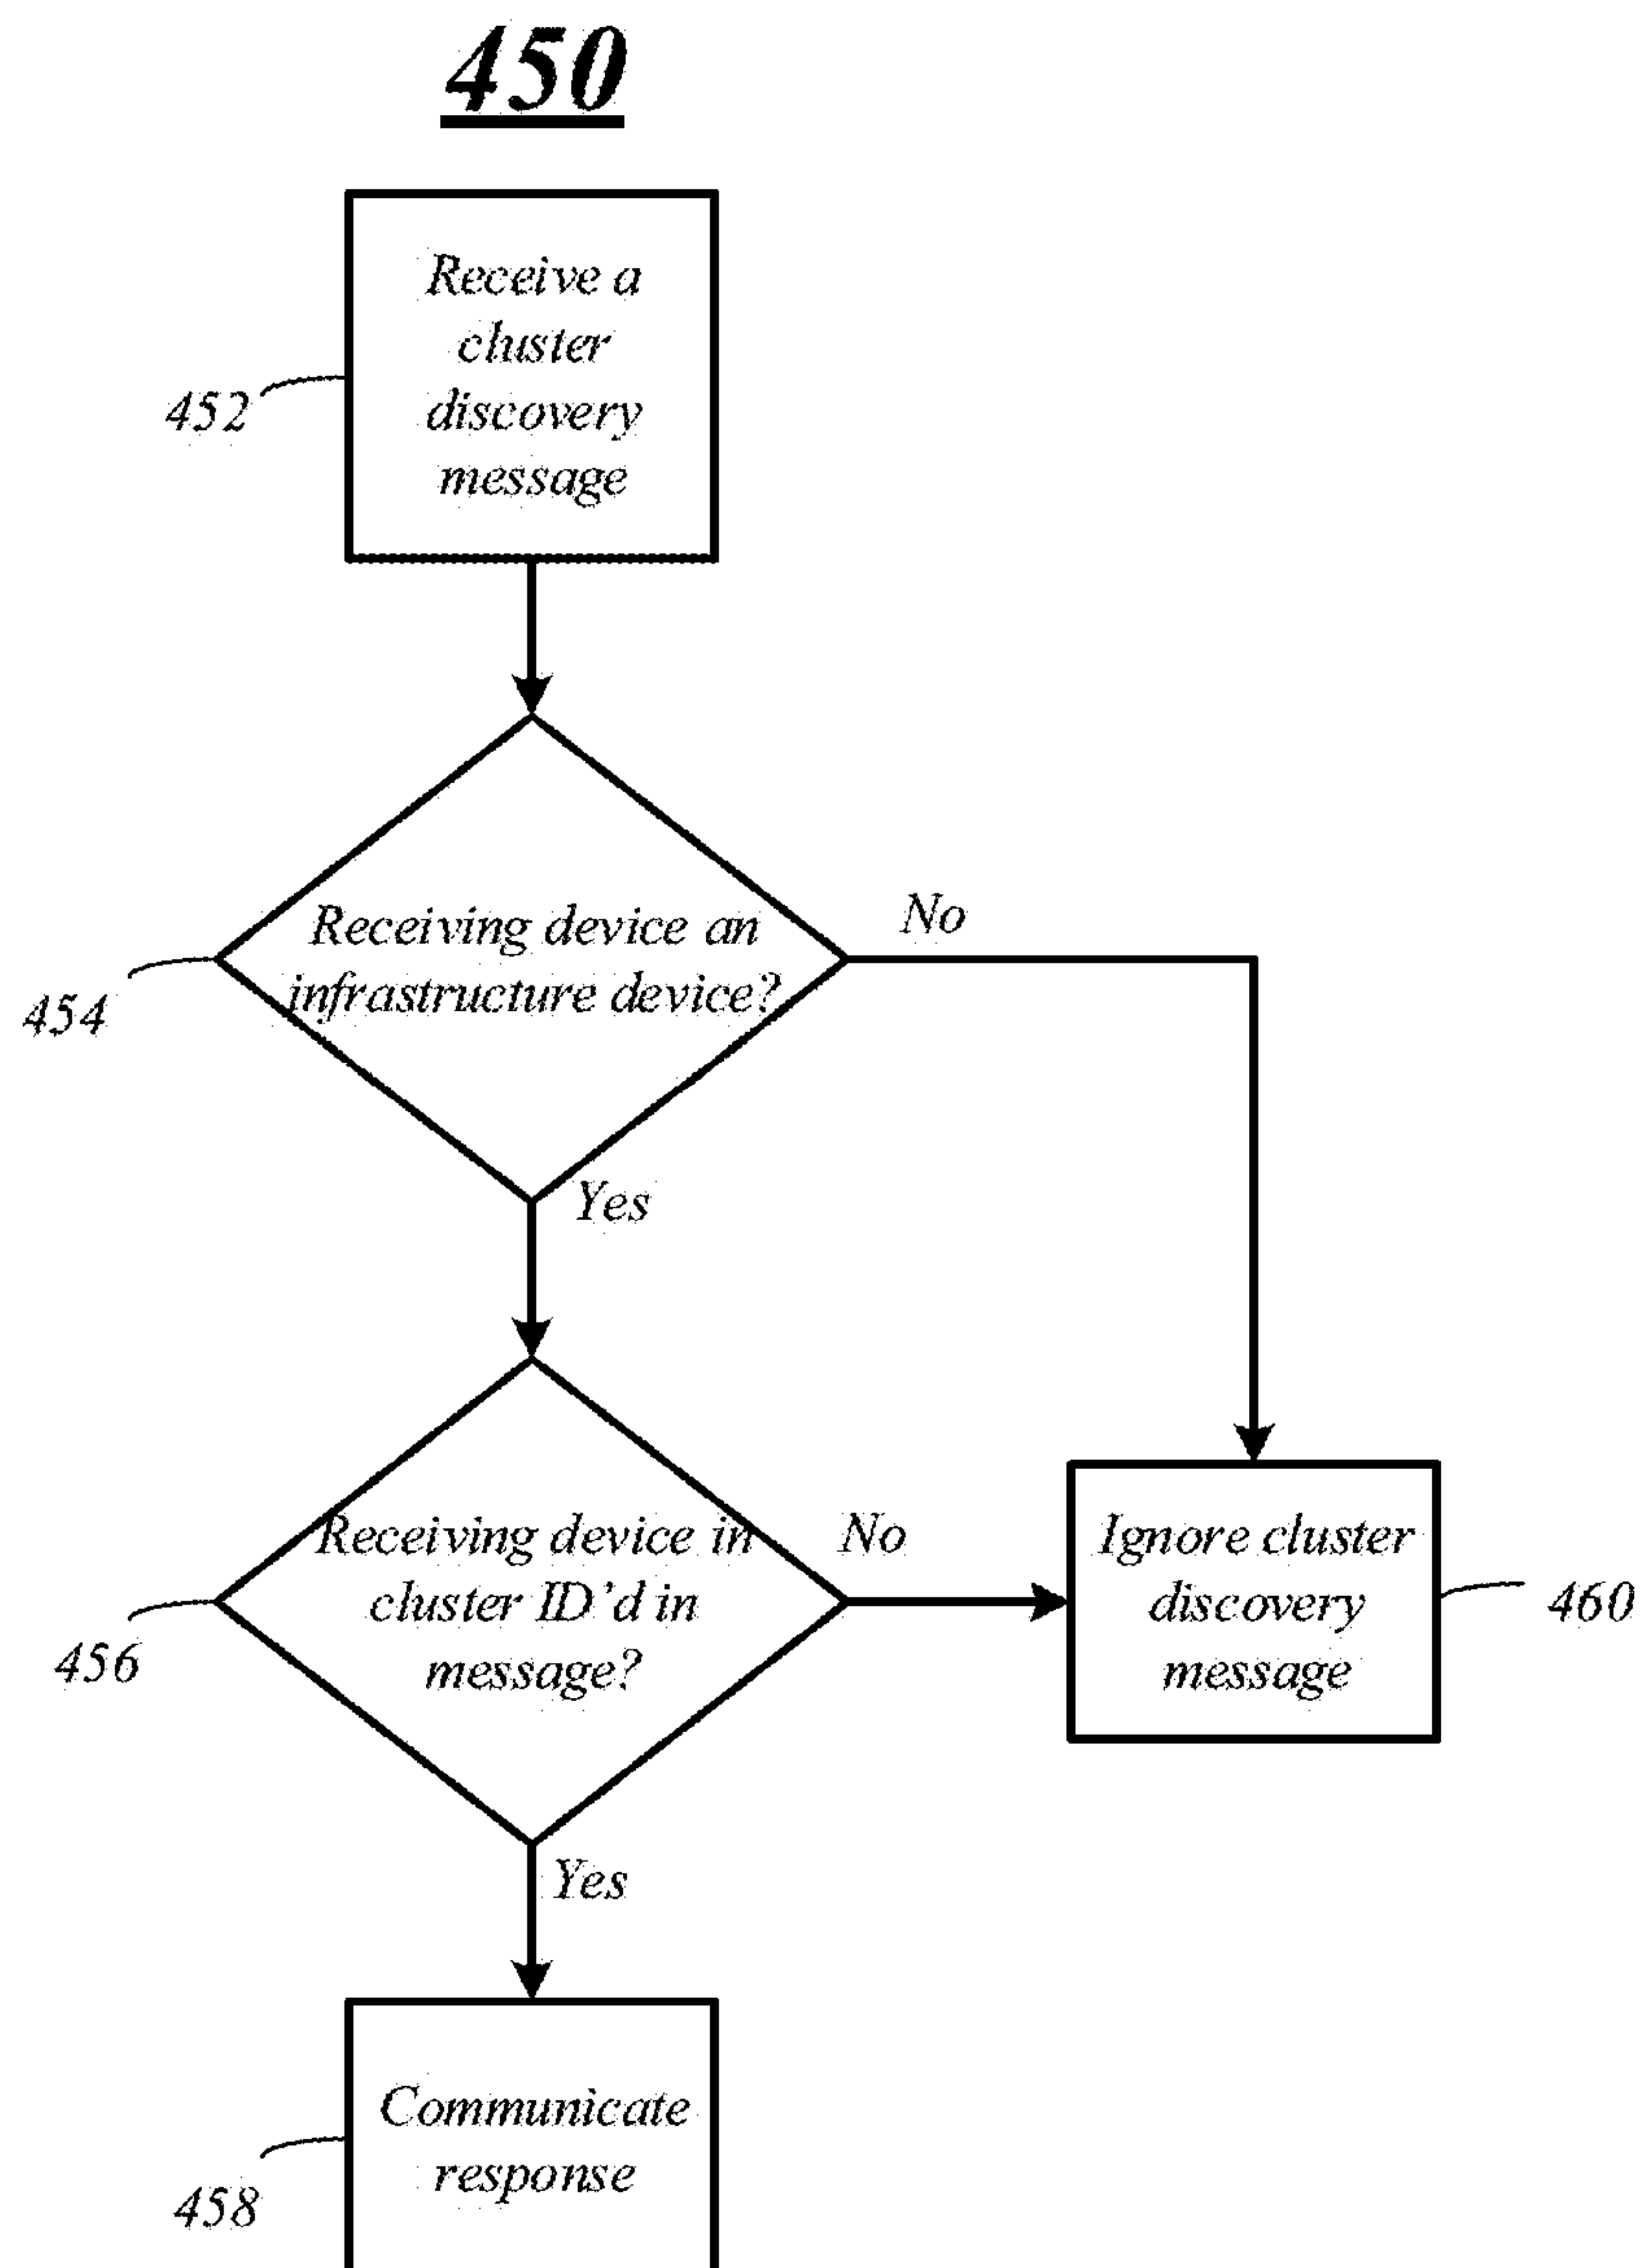 450
Receive a
cluster
discovery
message
452
Receiving device an
infrastructure device?
No
454
Yes
Receiving device in
cluster ID’d in
message?
No
456
Ignore cluster
discovery
message
460
Yes
Communicate
response
458